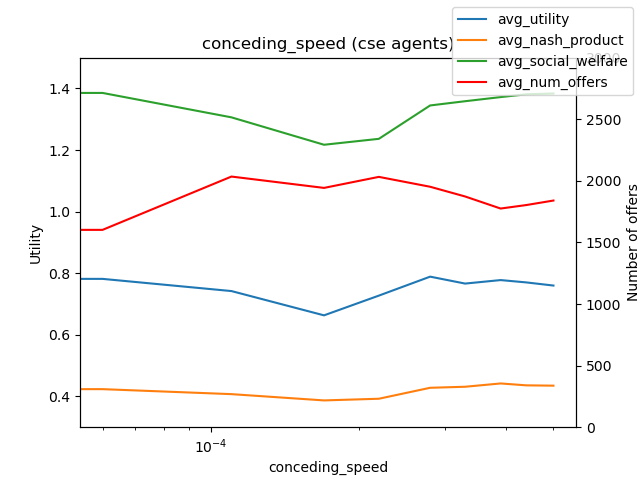 conceding_speed (cse agents)
avg_utility
avg_nash_product
avg_social_welfare
avg_num_offers
1.4
1.2
1.0
0.8
0.6
0.4
Utility
3000
2500
2000
1500
1000
500
0
Number of offers
10⁻⁴
conceding_speed